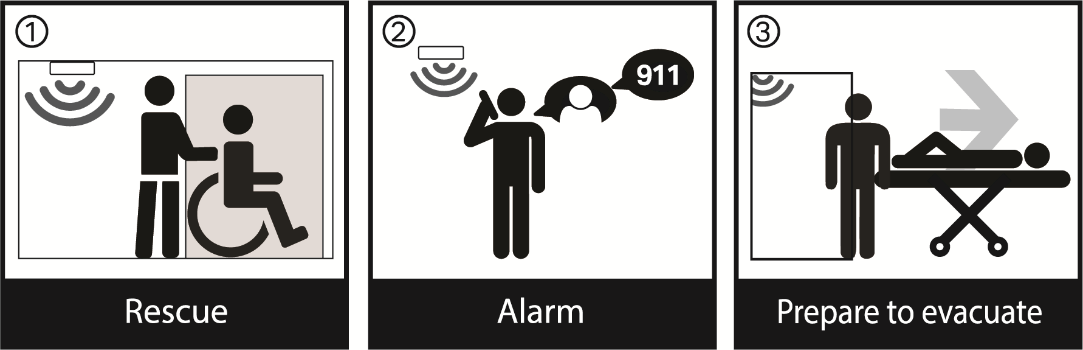 ①
Rescue
②
911
Alarm
③
Prepare to evacuate